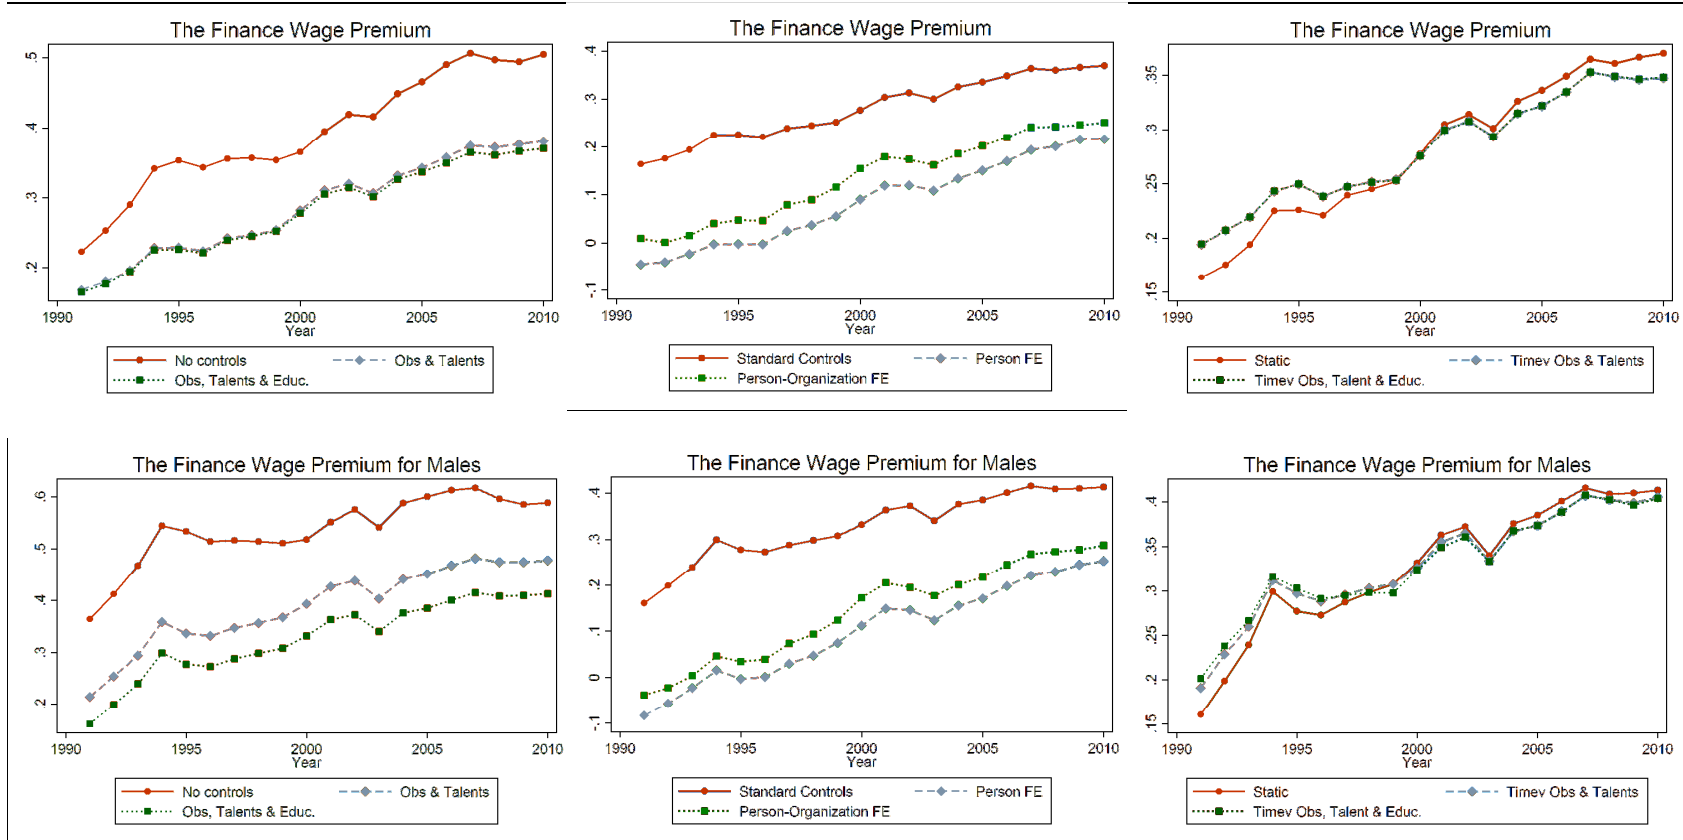 The Finance Wage Premium
.5
.4
.3
.2
1990 1995 2000 2005 2010
Year
No controls Obs & Talents
Obs, Talents & Educ.
The Finance Wage Premium
.4
.3
.2
.1
0
-.1
1990 1995 2000 2005 2010
Year
Standard Controls Person FE
Person-Organization FE
The Finance Wage Premium
.35
.3
.25
.2
.15
1990 1995 2000 2005 2010
Year
Static Timev Obs & Talents
Timev Obs, Talent & Educ.
The Finance Wage Premium for Males
.6
.5
.4
.3
.2
1990 1995 2000 2005 2010
Year
No controls Obs & Talents
Obs, Talents & Educ.
The Finance Wage Premium for Males
.4
.3
.2
.1
0
-.1
1990 1995 2000 2005 2010
Year
Standard Controls Person FE
Person-Organization FE
The Finance Wage Premium for Males
.4
.35
.3
.25
.2
.15
1990 1995 2000 2005 2010
Year
Static Timev Obs & Talents
Timev Obs, Talent & Educ.